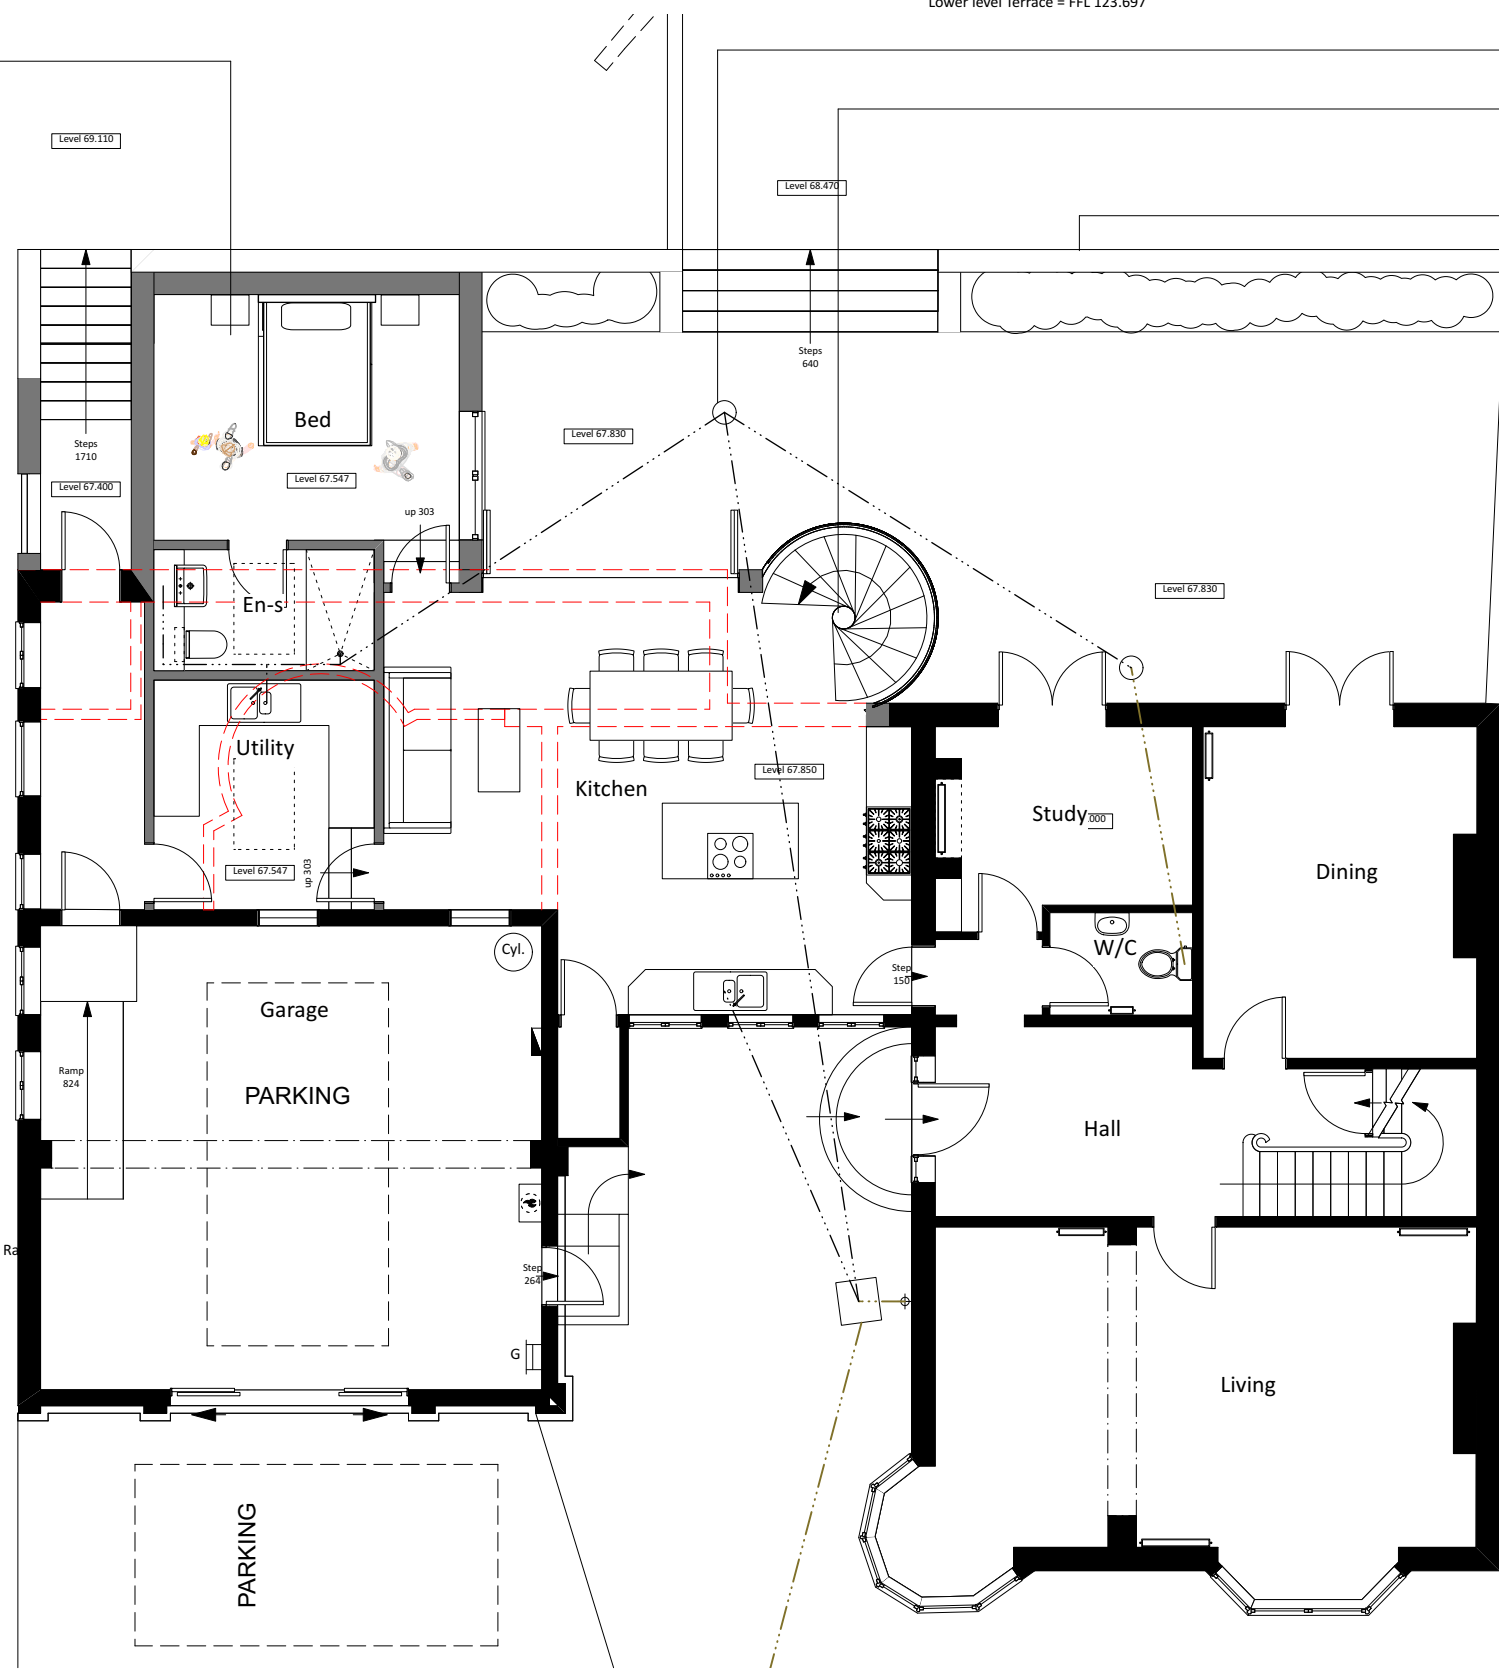 Lower level Terrace = FFL 123.697
Level 69.110
Level 68.470
Steps
640
Bed
Level 67.830
Steps
1710
Level 67.547
Level 67.400
up 303
Level 67.830
En-s
Utility
Level 67.850
Kitchen
Study
.000
Dining
Level 67.547
up 303
W/C
Cyl.
Step
150
Garage
Ramp
824
PARKING
Hall
Ra
Step
264
G
Living
PARKING